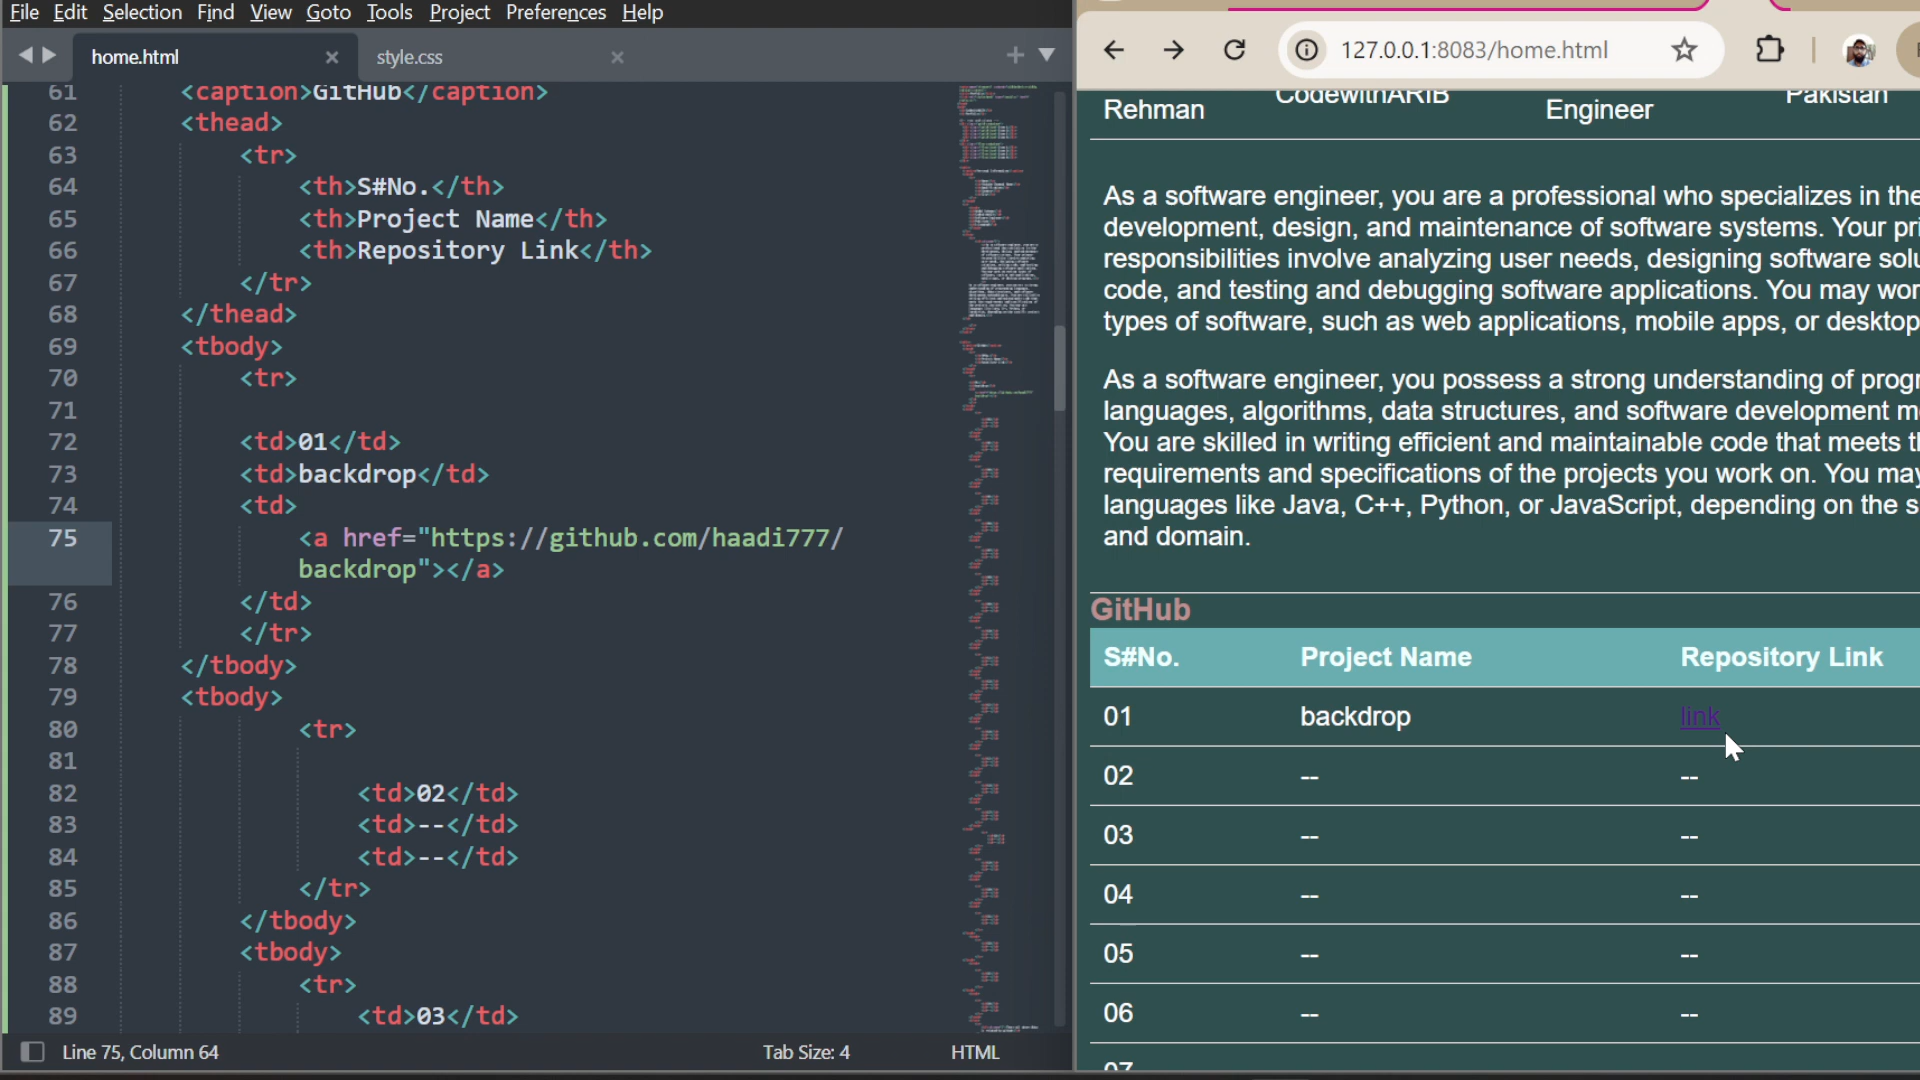 File Edit Selection Find View Goto Tools Project Preferences Help
home.html
style.css
61 <caption>GitHub</caption>
62 <thead>
63 <tr>
64 <th>S#No.</th>
65 <th>Project Name</th>
66 <th>Repository Link</th>
67 </tr>
68 </thead>
69 <tbody>
70 <tr>
71
72 <td>01</td>
73 <td>backdrop</td>
74 <td>
75 <a href="https://github.com/haadi777/
backdrop"></a>
76 </td>
77 </tr>
78 </tbody>
79 <tbody>
80 <tr>
81
82 <td>02</td>
83 <td>--</td>
84 <td>--</td>
85 </tr>
86 </tbody>
87 <tbody>
88 <tr>
89 <td>03</td>
Line 75, Column 64
Tab Size: 4
HTML
127.0.0.1:8083/home.html
Rehman CodewithARIB Engineer Pakistan
As a software engineer, you are a professional who specializes in the
development, design, and maintenance of software systems. Your pri
responsibilities involve analyzing user needs, designing software solu
code, and testing and debugging software applications. You may wor
types of software, such as web applications, mobile apps, or desktop
As a software engineer, you possess a strong understanding of progr
languages, algorithms, data structures, and software development m
You are skilled in writing efficient and maintainable code that meets t
requirements and specifications of the projects you work on. You may
languages like Java, C++, Python, or JavaScript, depending on the s
and domain.
GitHub
S#No. Project Name Repository Link
01 backdrop link
02 -- --
03 -- --
04 -- --
05 -- --
06 -- --
07